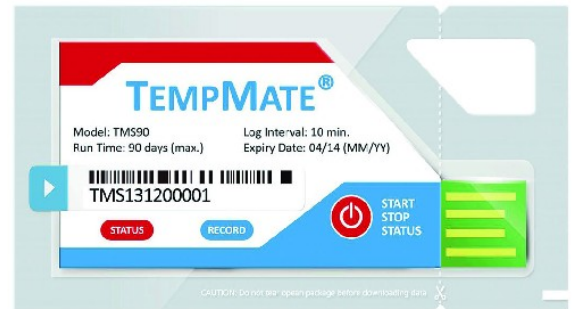 TEMPMATE®
Model: TMS90
Run Time: 90 days (max.)
Log Interval: 10 min.
Expiry Date: 04/14 (MM/YY)
TMS131200001
STATUS
RECORD
START
STOP
STATUS
CAUTION: Do not tear open package before downloading data